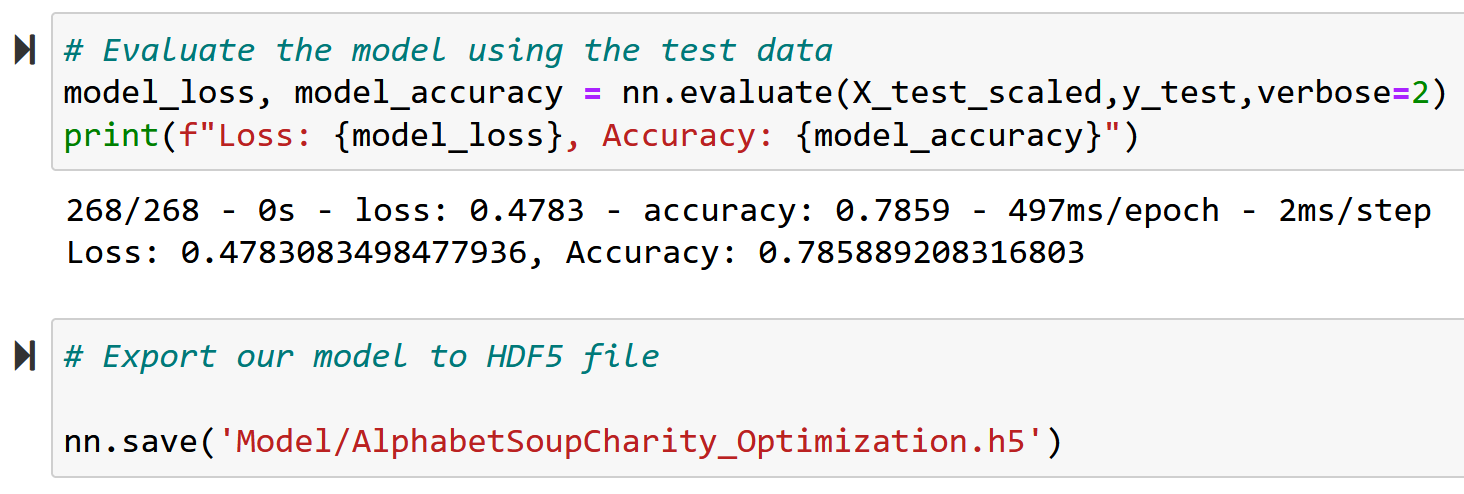 # Evaluate the model using the test data
model_loss, model_accuracy = nn.evaluate(X_test_scaled,y_test,verbose=2)
print(f"Loss: {model_loss}, Accuracy: {model_accuracy}")
268/268 - 0s - loss: 0.4783 - accuracy: 0.7859 - 497ms/epoch - 2ms/step
Loss: 0.4783083498477936, Accuracy: 0.785889208316803
# Export our model to HDF5 file
nn.save('Model/AlphabetSoupCharity_Optimization.h5')